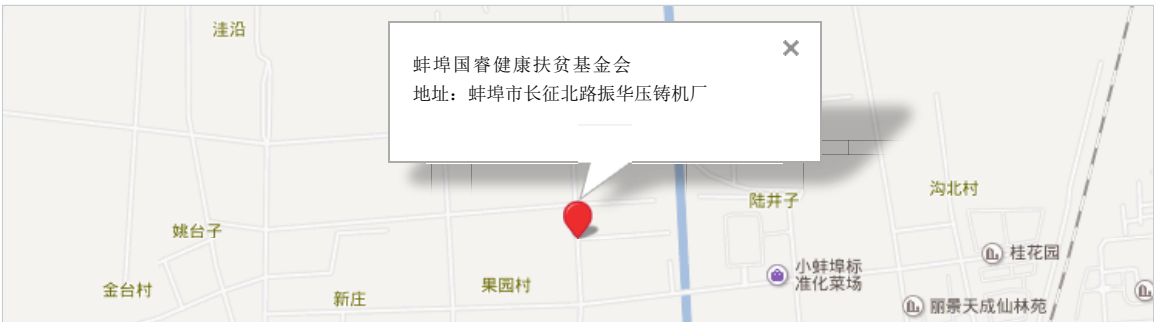 洼沿
蚌埠国睿健康扶贫基金会
地址：蚌埠市长征北路振华压铸机厂
沟北村
陆井子
姚台子
桂花园
小蚌埠标
准化菜场
果园村
金台村
新庄
丽景天成仙林苑